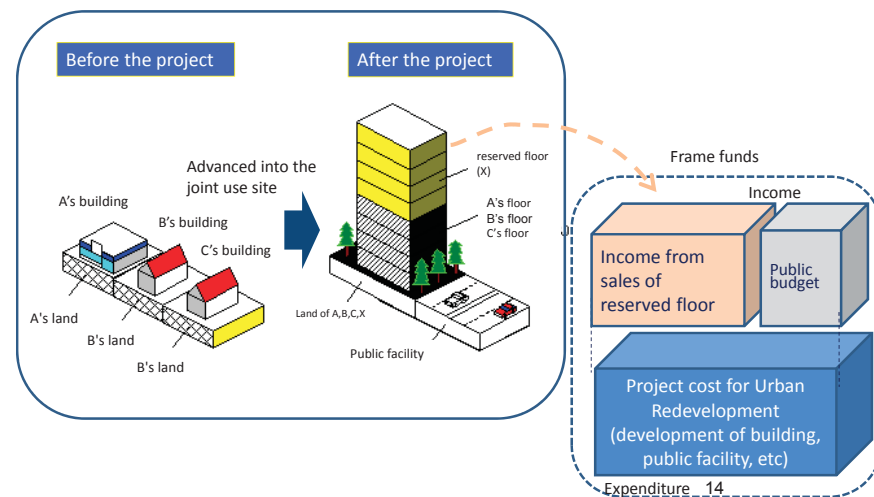 Before the project
After the project
Advanced into the
joint use site
reserved floor
(X)
A's floor
B's floor
C's floor
A's building
B's building
C's building
A's land
B's land
B's land
Land of A,B,C,X
Public facility
Frame funds
Income
Income from
sales of
reserved floor
Public
budget
Project cost for Urban
Redevelopment
(development of building,
public facility, etc)
Expenditure 14